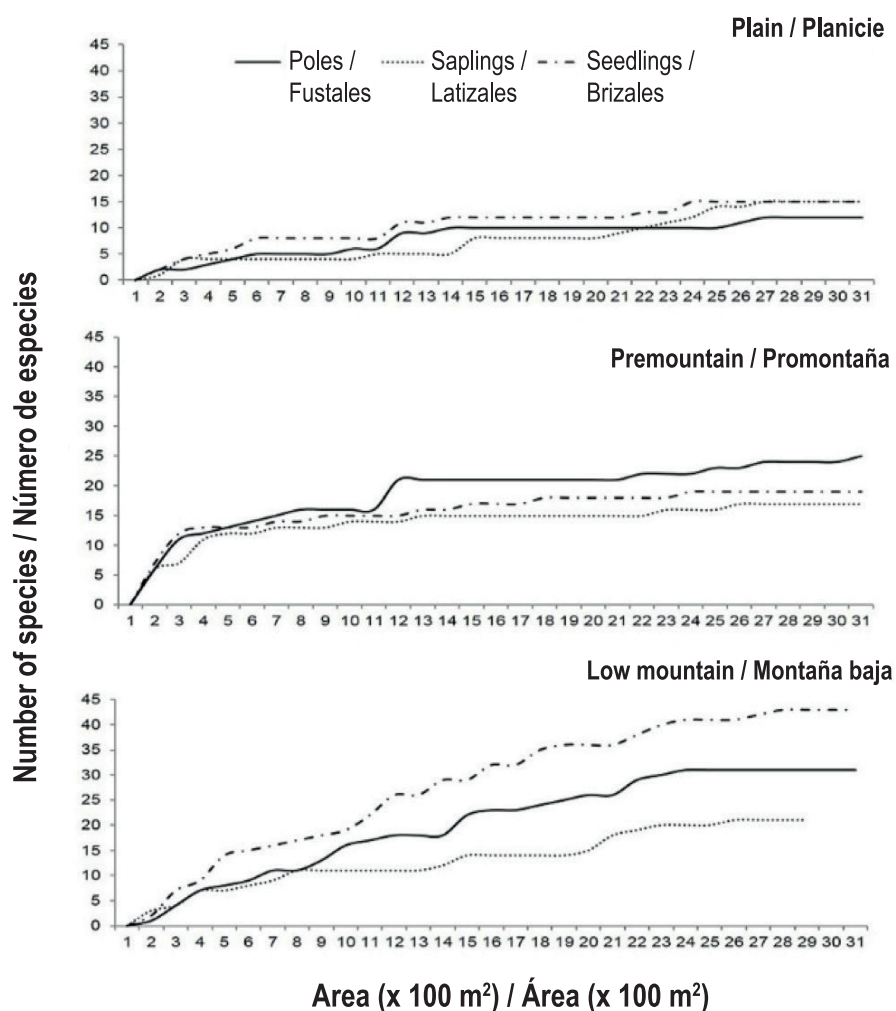 Plain / Planicie
Poles / Fustales
Saplings / Latizales
Seedlings / Brizales
45
40
35
30
25
20
15
10
5
0
1 2 3 4 5 6 7 8 9 10 11 12 13 14 15 16 17 18 19 20 21 22 23 24 25 26 27 28 29 30 31
Premountain / Promontaña
45
40
35
30
25
20
15
10
5
0
1 2 3 4 5 6 7 8 9 10 11 12 13 14 15 16 17 18 19 20 21 22 23 24 25 26 27 28 29 30 31
Low mountain / Montaña baja
45
40
35
30
25
20
15
10
5
0
1 2 3 4 5 6 7 8 9 10 11 12 13 14 15 16 17 18 19 20 21 22 23 24 25 26 27 28 29 30 31
Number of species / Número de especies
Area (x 100 m²) / Área (x 100 m²)